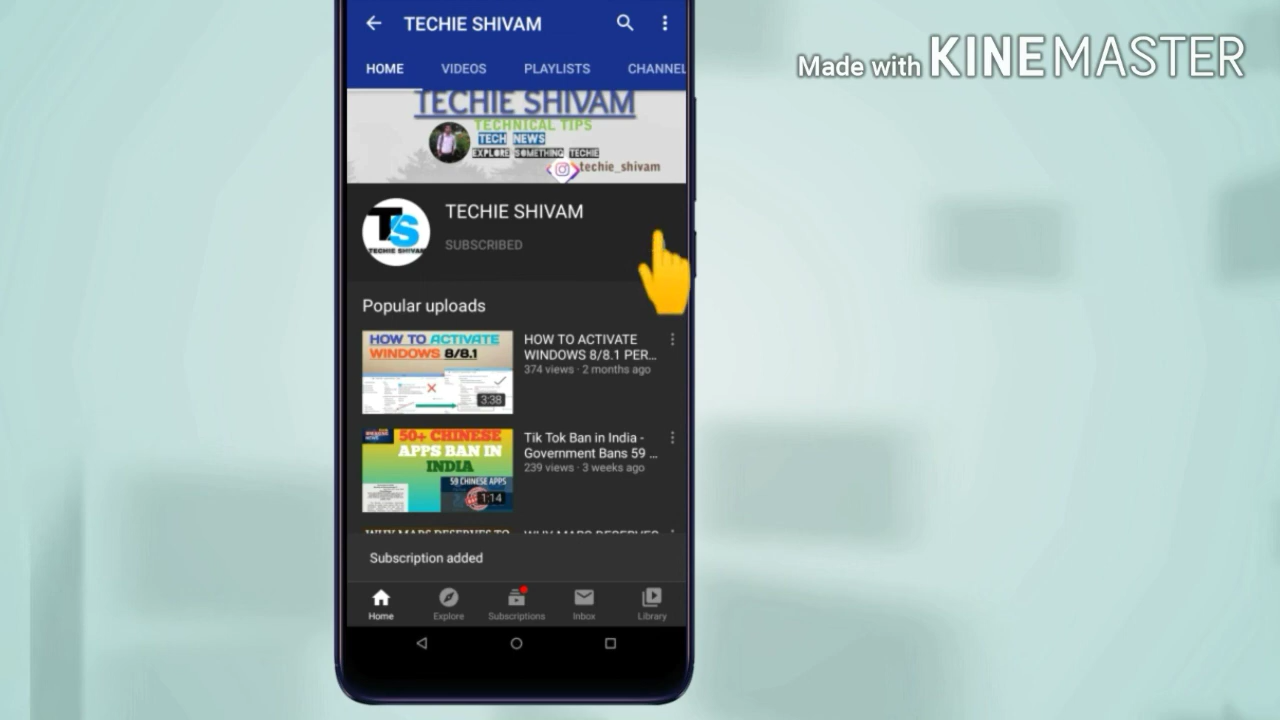 TECHIE SHIVAM
Made with KINEMASTER
HOME VIDEOS PLAYLISTS CHANNEL
TECHIE SHIVAM
TECHNICAL TIPS
TECH NEWS
EXPLORE SOMETHING TECHIE
techie_shivam
TS
TECHIE SHIVAM
TECHIE SHIVAM
SUBSCRIBED
Popular uploads
HOW TO ACTIVATE
WINDOWS 8/8.1
3:38
HOW TO ACTIVATE
WINDOWS 8/8.1 PER...
374 views · 2 months ago
50+ CHINESE
APPS BAN IN
INDIA
59 CHINESE APPS
1:14
Tik Tok Ban in India -
Government Bans 59 ...
239 views · 3 weeks ago
Subscription added
Home Explore Subscriptions Inbox Library